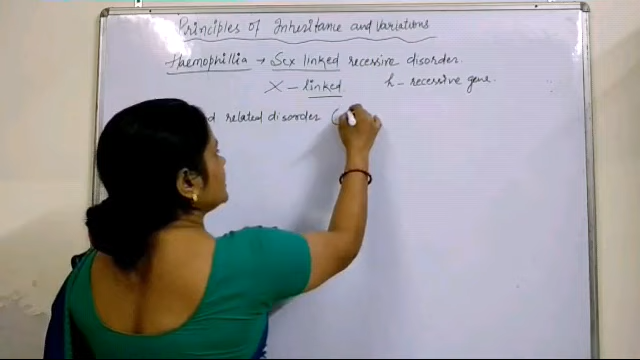 Principles of Inheritance and Variations
Haemophillia → Sex linked recessive disorder
X - linked. h - recessive gene.
related disorder (